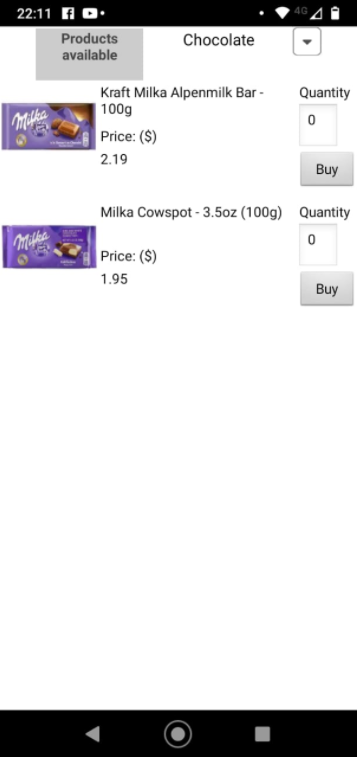 22:11
4G
Products
available
Chocolate
Kraft Milka Alpenmilk Bar -
100g
Price: ($)
2.19
Quantity
0
Buy
Milka
Milka Cowspot - 3.5oz (100g)
Price: ($)
1.95
Quantity
0
Buy
Milka